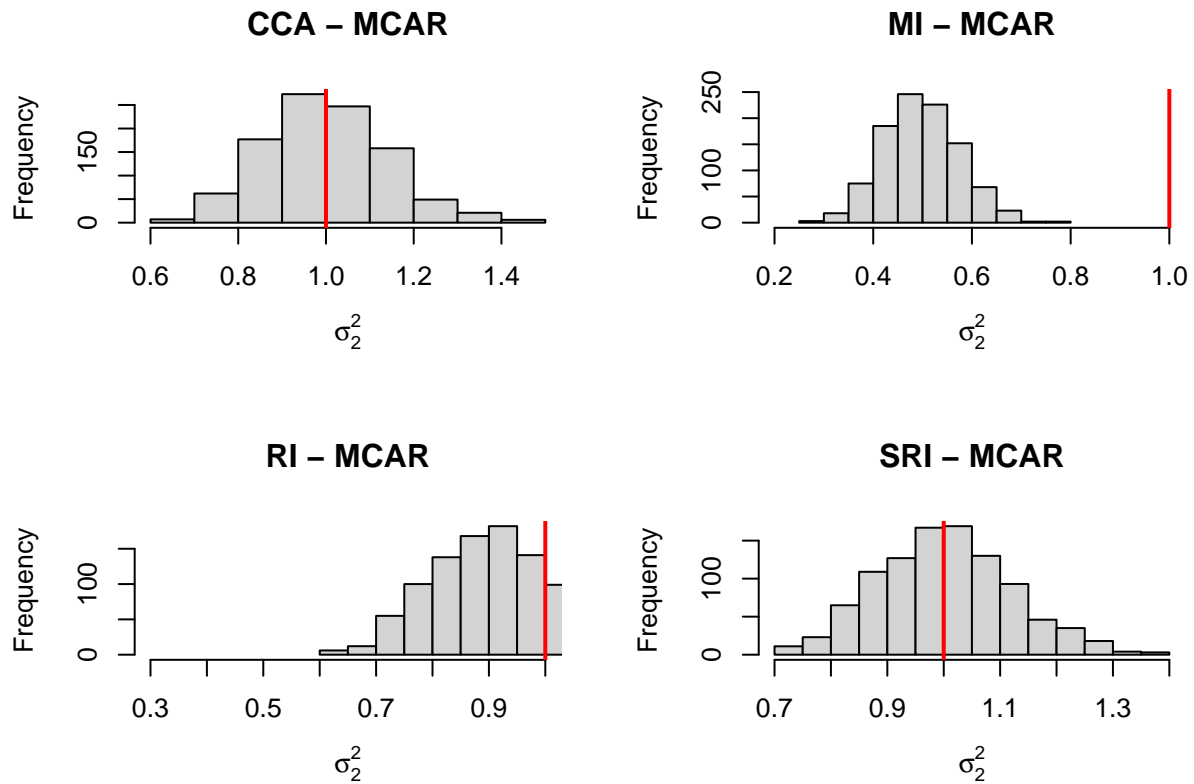 CCA – MCAR
Frequency
0
150
0.6 0.8 1.0 1.2 1.4
σ₂²
MI – MCAR
Frequency
0
100
250
0.2 0.4 0.6 0.8 1.0
σ₂²
RI – MCAR
Frequency
0
100
0.3 0.5 0.7 0.9
σ₂²
SRI – MCAR
Frequency
0
100
0.7 0.9 1.1 1.3
σ₂²